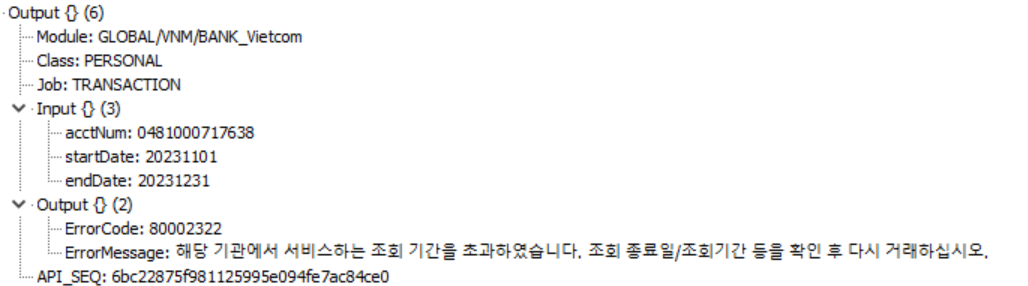 Output {} (6)
Module: GLOBAL/VNM/BANK_Vietcom
Class: PERSONAL
Job: TRANSACTION
Input {} (3)
acctNum: 0481000717638
startDate: 20231101
endDate: 20231231
Output {} (2)
ErrorCode: 80002322
ErrorMessage: 해당 기관에서 서비스하는 조회 기간을 초과하였습니다. 조회 종료일/조회기간 등을 확인 후 다시 거래하십시오.
API_SEQ: 6bc22875f981125995e094fe7ac84ce0